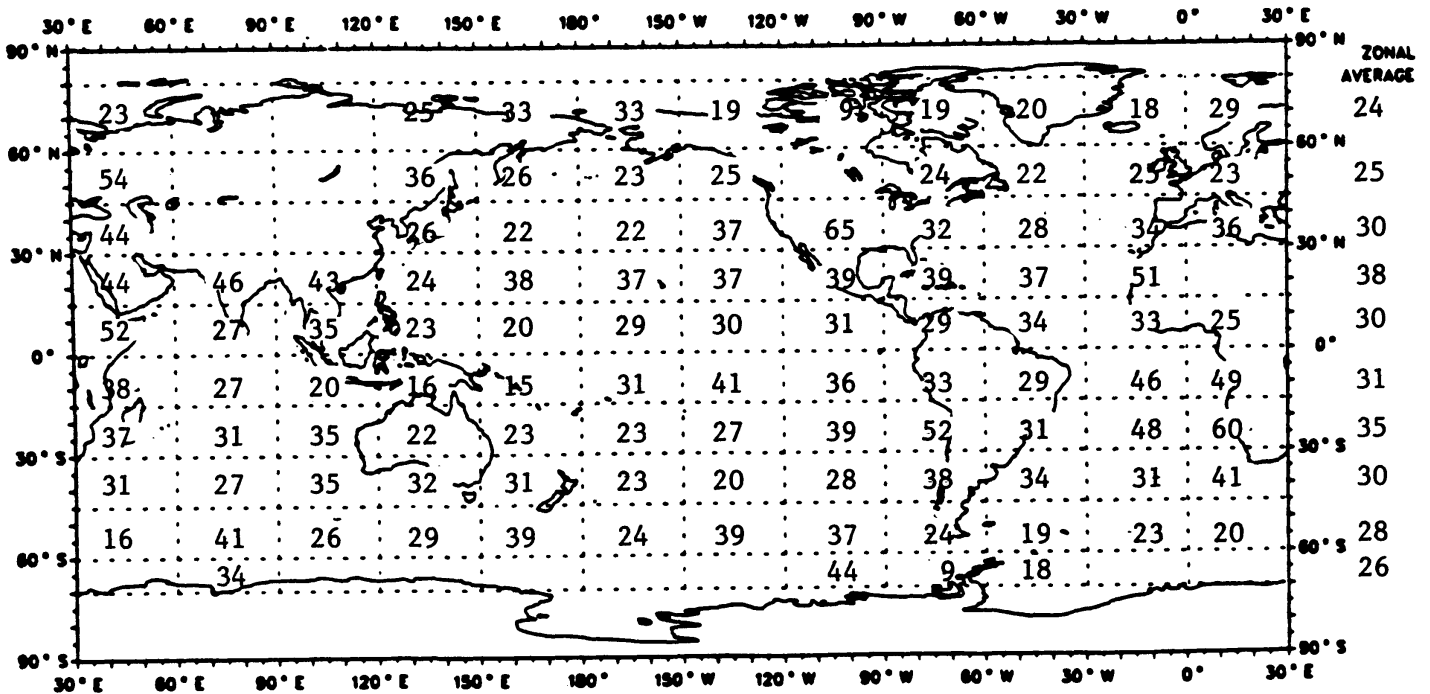 30° E 60° E 90° E 120° E 150° E 180° 150° W 120° W 90° W 60° W 30° W 0° 30° E
90° N 90° N ZONAL
AVERAGE
23 25 33 33 19 9 19 20 18 29 24
60° N 60° N
54 36 26 23 25 24 22 25 23 25
44 26 22 22 37 65 32 28 34 36 30
30° N 30° N
44 46 43 24 38 37 37 39 39 37 51 38
52 27 35 23 20 29 30 31 29 34 33 25 30
0° 0°
38 27 20 16 15 31 41 36 33 29 46 49 31
37 31 35 22 23 23 27 39 52 31 48 60 35
30° S 30° S
31 27 35 32 31 23 20 28 38 34 31 41 30
16 41 26 29 39 24 39 37 24 19 23 20 28
60° S 60° S
34 44 9 18 26
90° S 90° S
30° E 60° E 90° E 120° E 150° E 180° 150° W 120° W 90° W 60° W 30° W 0° 30° E